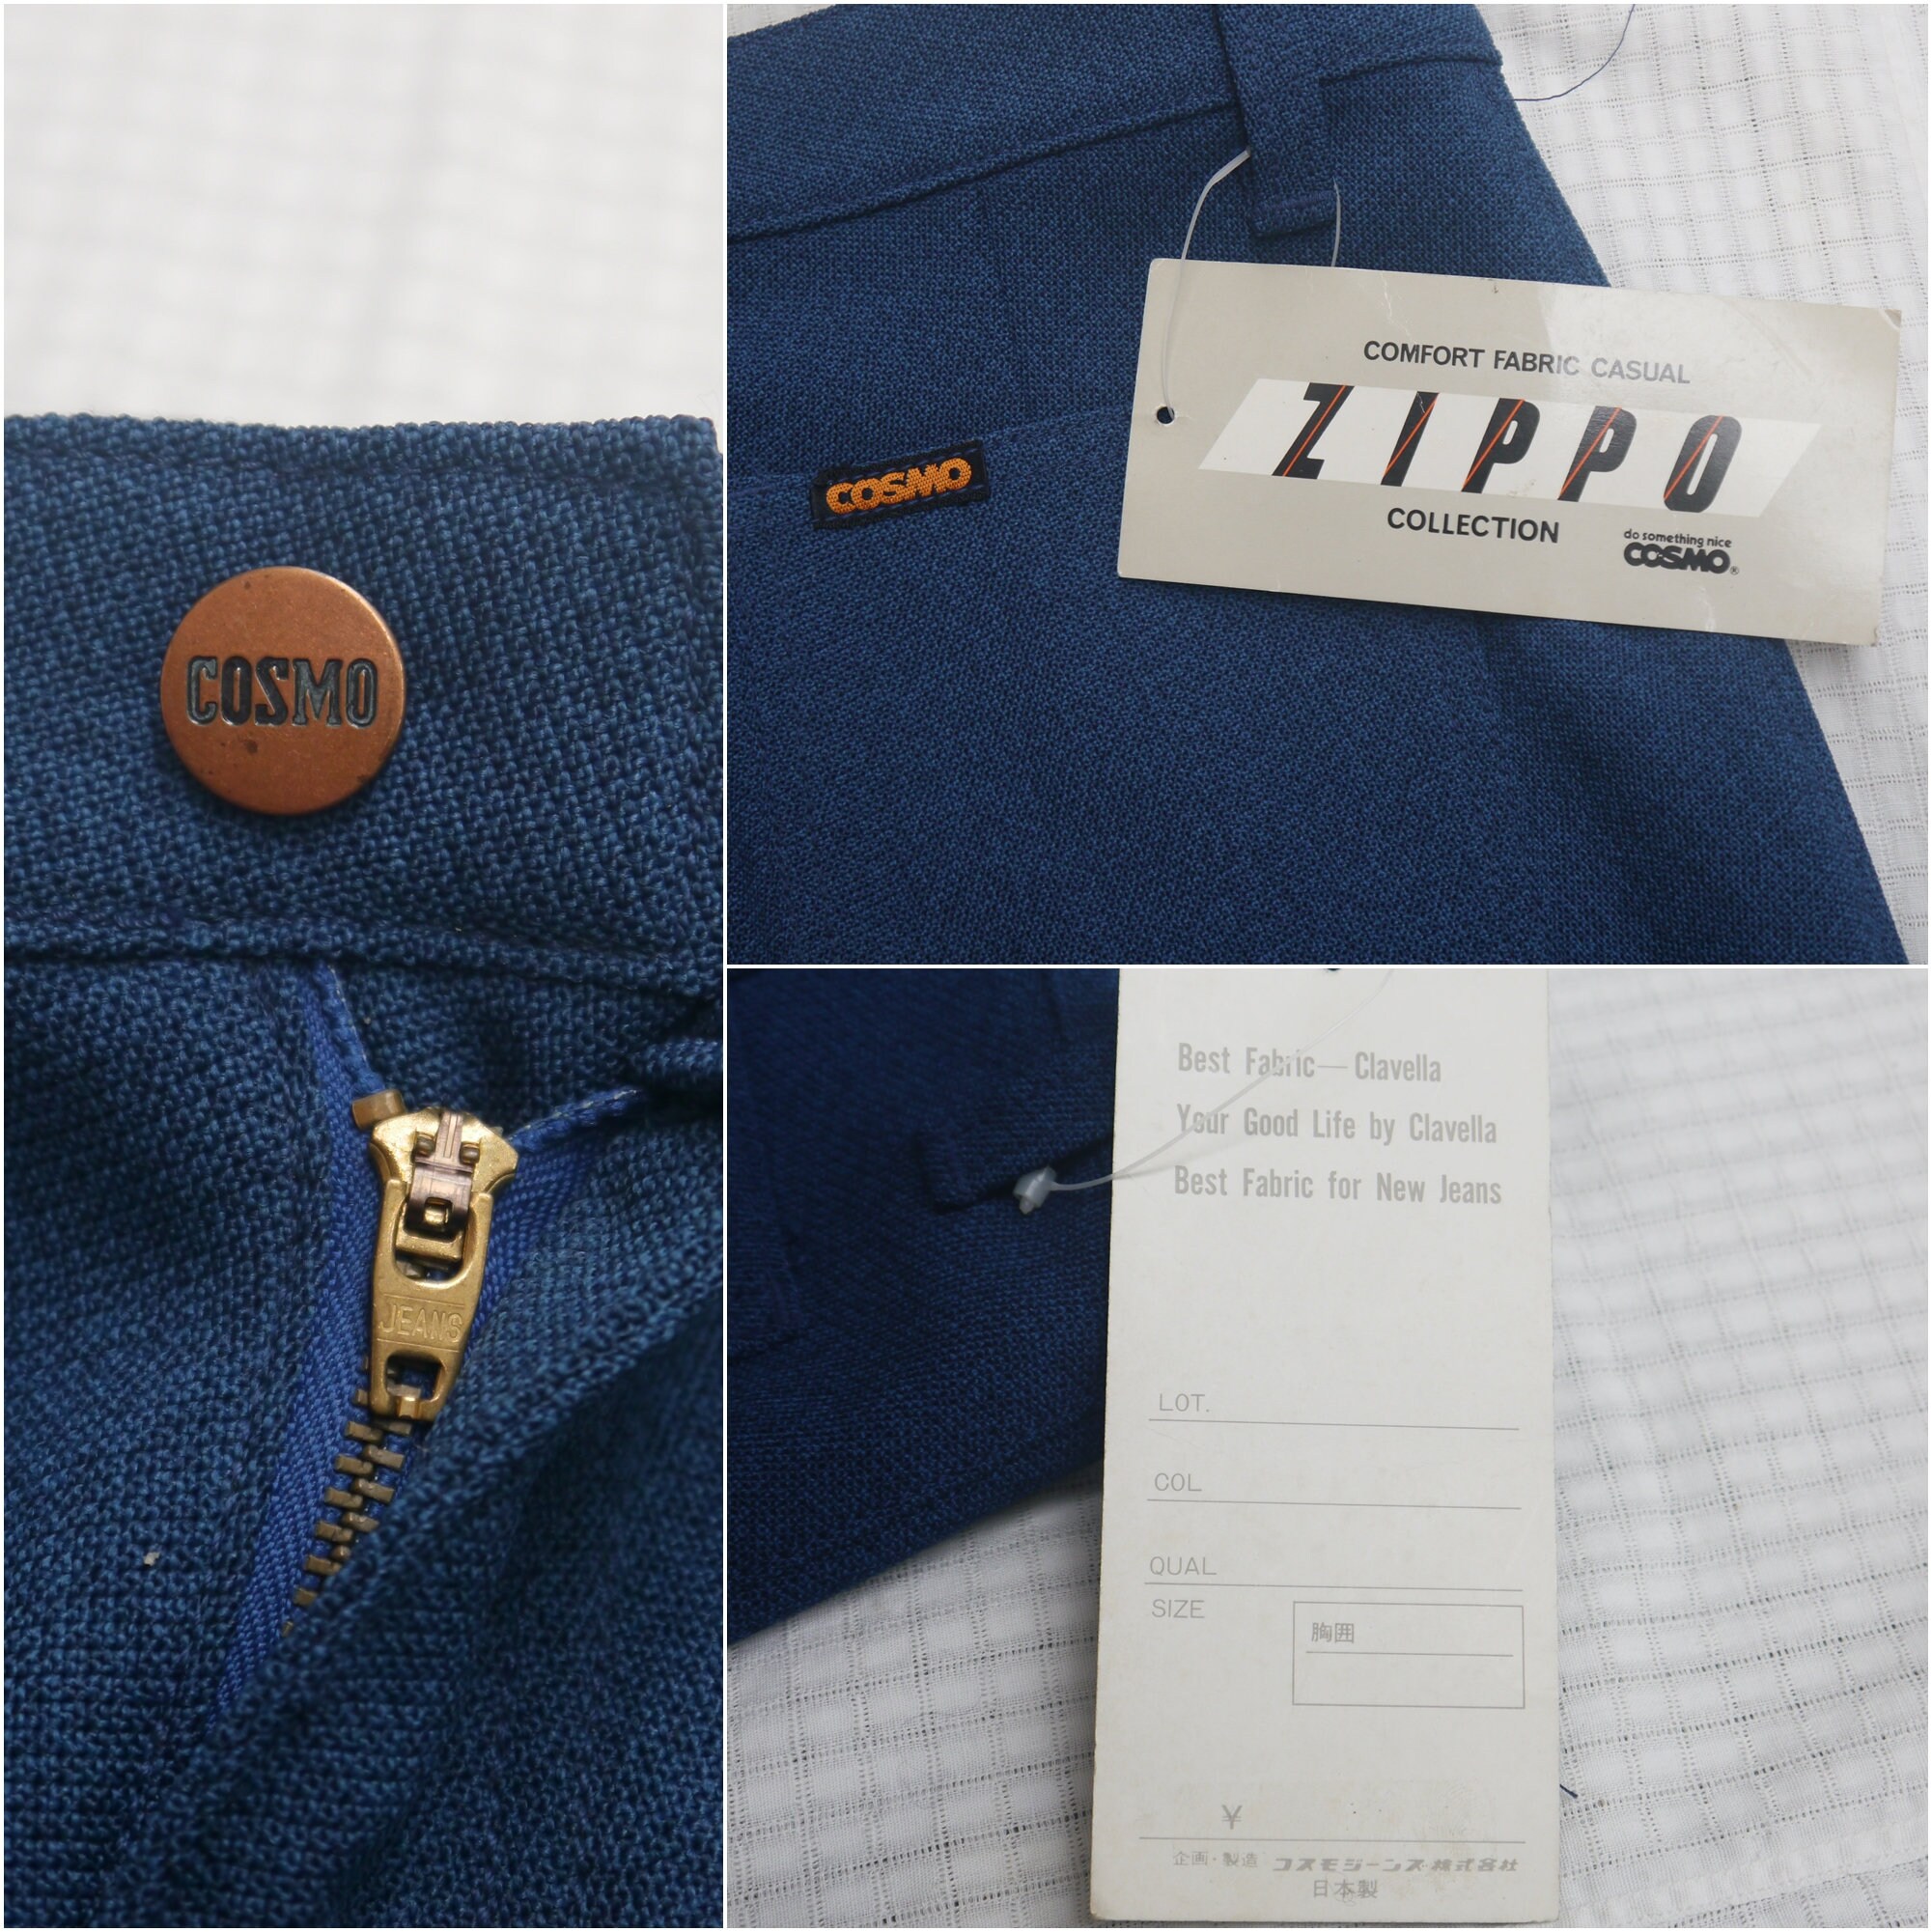 COSMO
JEANS
COSMO
COMFORT FABRIC CASUAL
ZIPPO
COLLECTION
do something nice
COSMO®
Best Fabric—Clavella
Your Good Life by Clavella
Best Fabric for New Jeans
LOT.
COL
QUAL
SIZE
胸囲
¥
企画・製造 コスモジーンズ株式会社
日本製